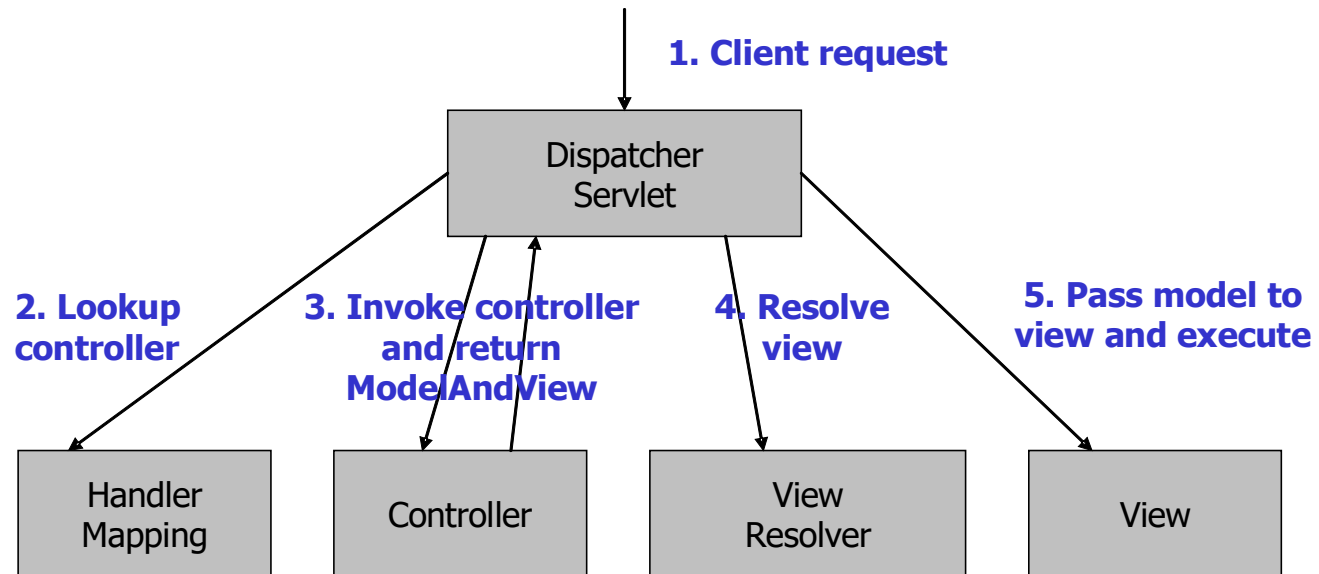 1. Client request
Dispatcher
Servlet
2. Lookup
controller
3. Invoke controller
and return
ModelAndView
4. Resolve
view
5. Pass model to
view and execute
Handler
Mapping
Controller
View
Resolver
View